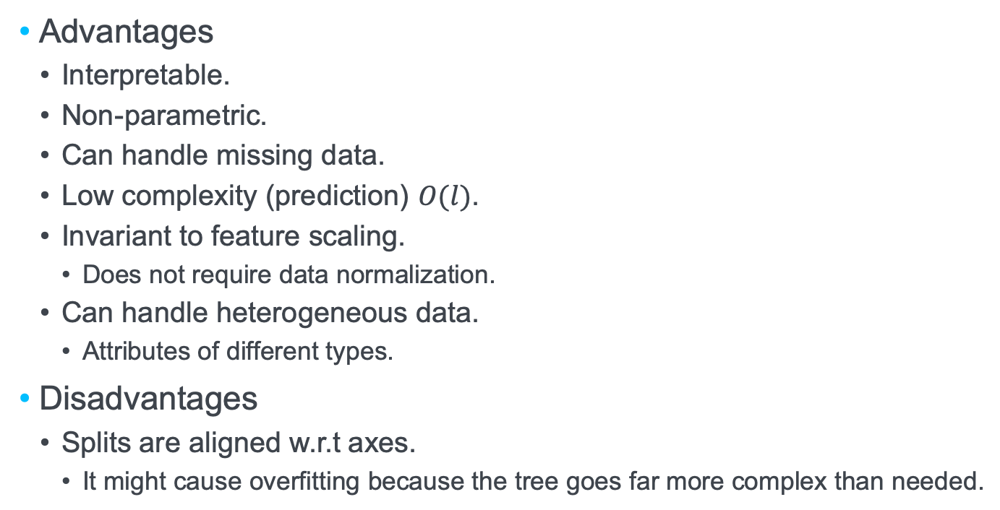 • Advantages
• Interpretable.
• Non-parametric.
• Can handle missing data.
• Low complexity (prediction) 𝑂(𝑙).
• Invariant to feature scaling.
• Does not require data normalization.
• Can handle heterogeneous data.
• Attributes of different types.
• Disadvantages
• Splits are aligned w.r.t axes.
• It might cause overfitting because the tree goes far more complex than needed.